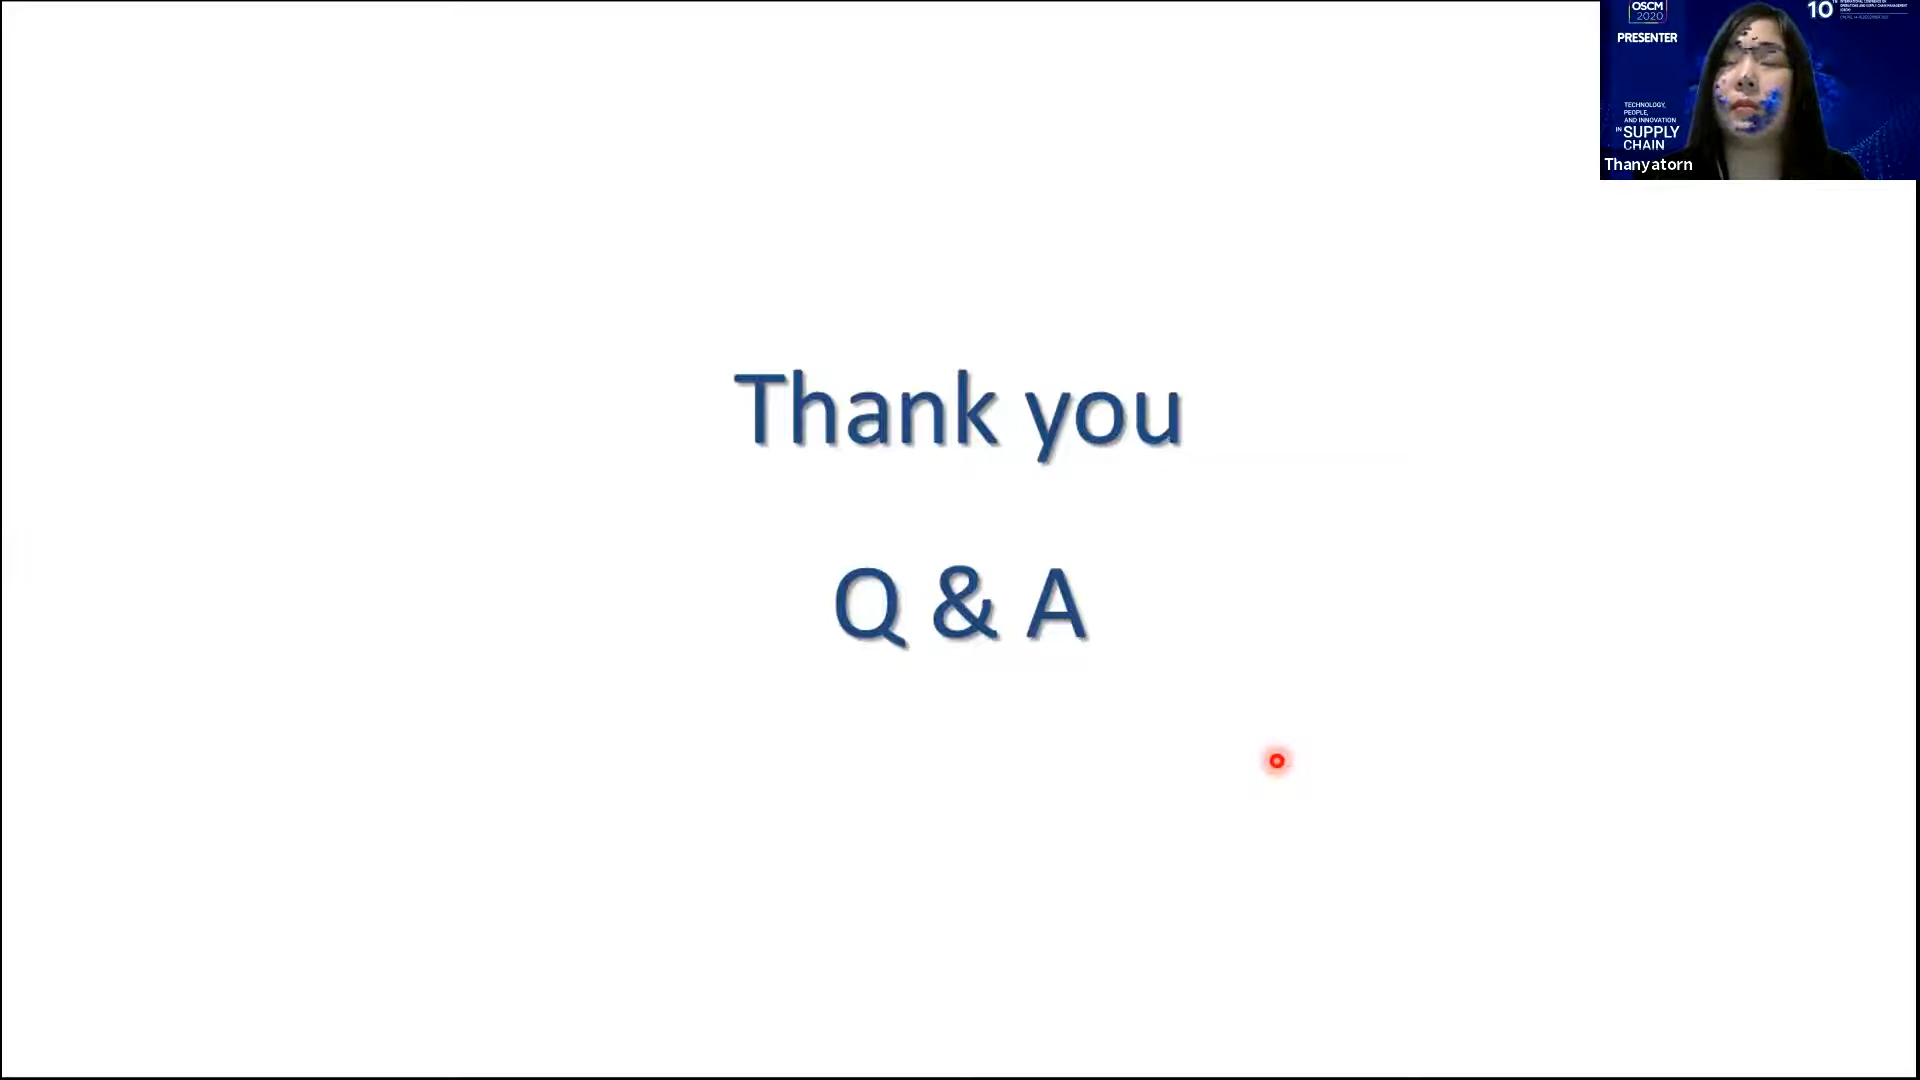 OSCM
2020
PRESENTER
10
TECHNOLOGY,
PEOPLE,
AND INNOVATION
IN SUPPLY
CHAIN
Thanyatorn
Thank you
Q & A